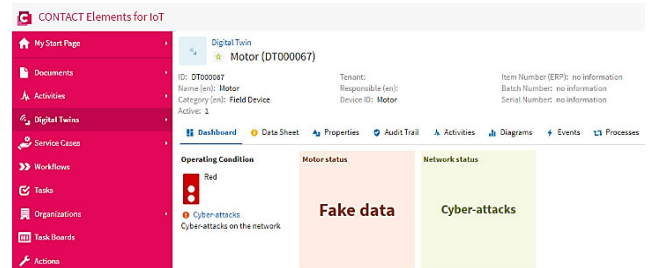 CONTACT Elements for IoT
My Start Page
Documents
Activities
Digital Twins
Service Cases
Workflows
Tasks
Organizations
Task Boards
Actions
Digital Twin
Motor (DT000067)
ID: DT000067
Tenant:
Item Number (ERP): no information
Name (en): Motor
Responsible (en):
Batch Number: no information
Category (en): Field Device
Device ID: Motor
Serial Number: no information
Active: 1
Dashboard
Data Sheet
Properties
Audit Trail
Activities
Diagrams
Events
Processes
Operating Condition
Red
Cyber-attacks
Cyber-attacks on the network
Motor status
Fake data
Network status
Cyber-attacks